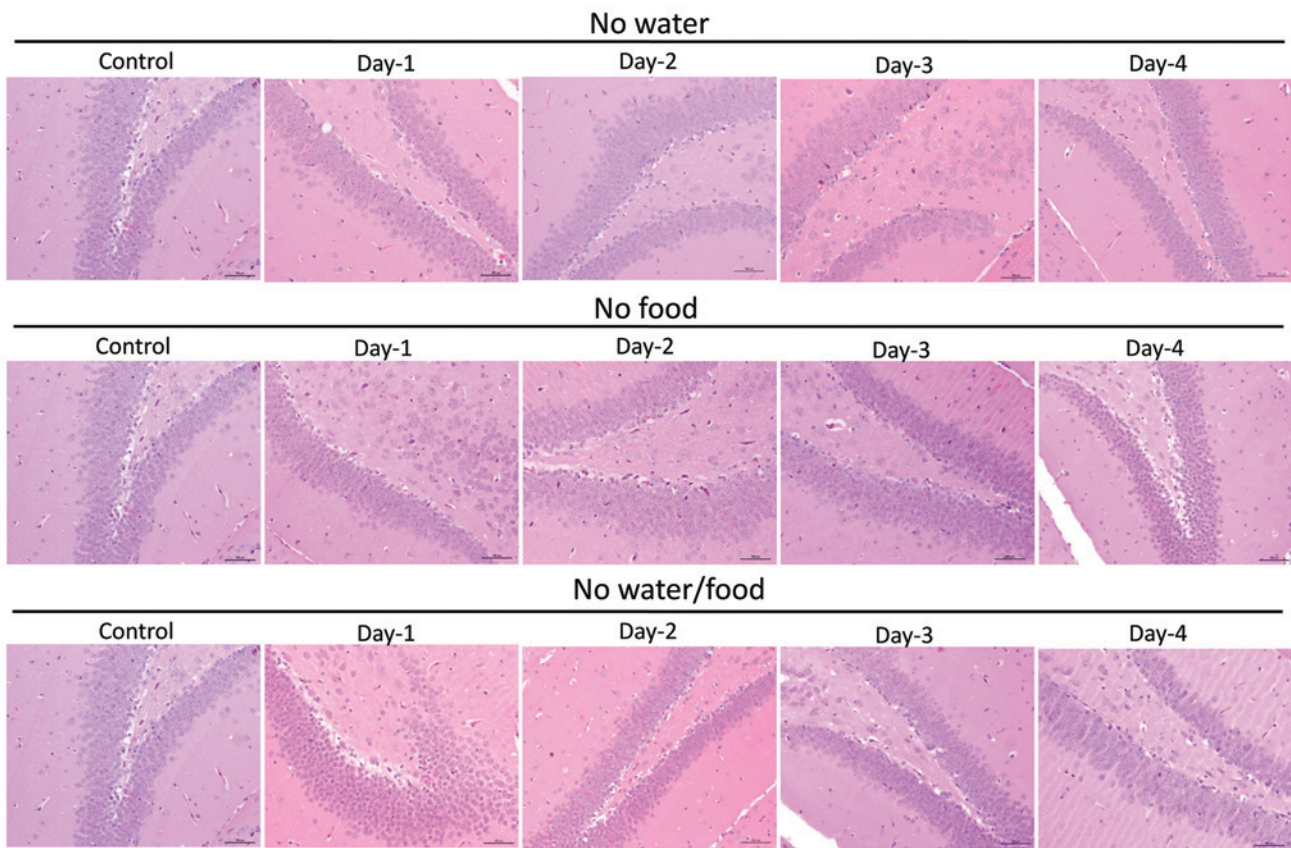 No water
Control Day-1 Day-2 Day-3 Day-4
No food
Control Day-1 Day-2 Day-3 Day-4
No water/food
Control Day-1 Day-2 Day-3 Day-4